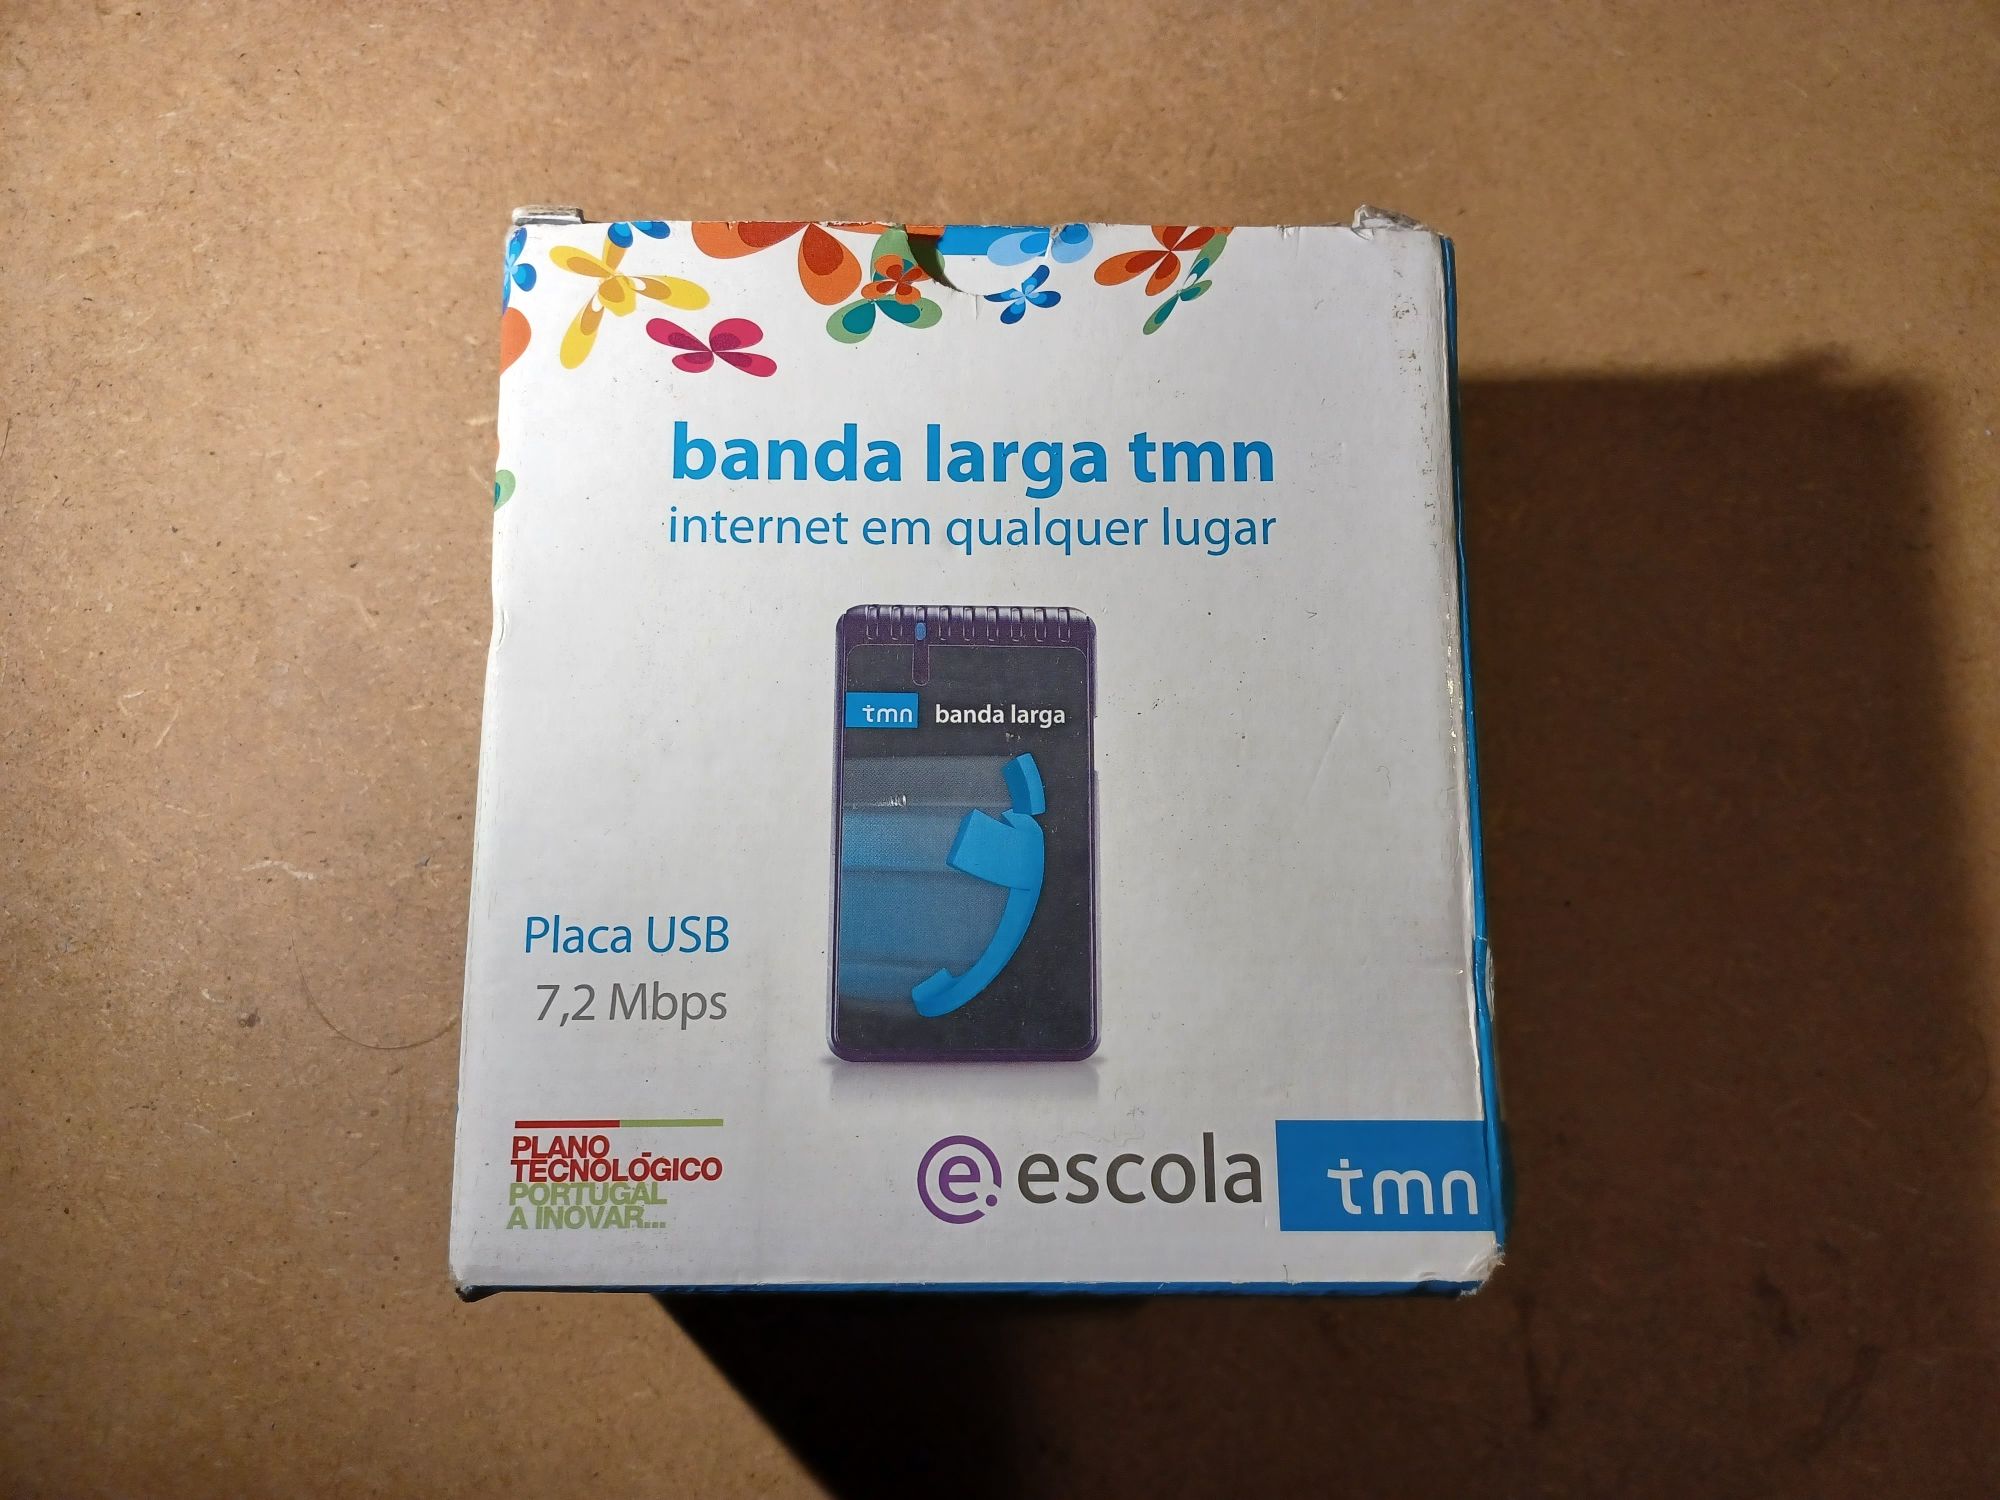 banda larga tmn
internet em qualquer lugar
tmn banda larga
Placa USB
7,2 Mbps
PLANO
TECNOLÓGICO
PORTUGAL
A INOVAR...
e. escola
tmn